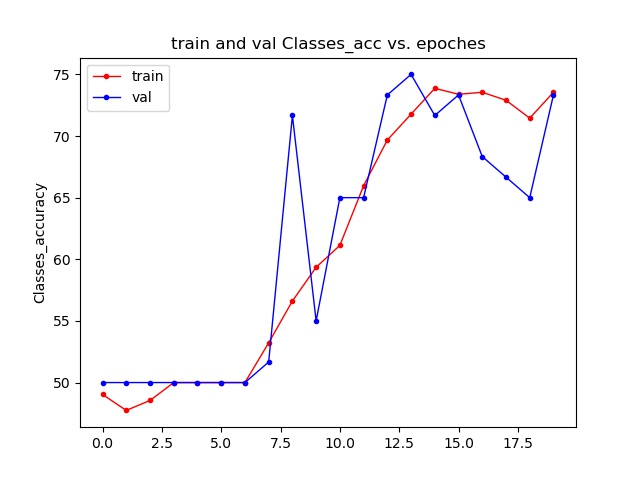 train and val Classes_acc vs. epoches
train
val
Classes_accuracy
75
70
65
60
55
50
0.0 2.5 5.0 7.5 10.0 12.5 15.0 17.5